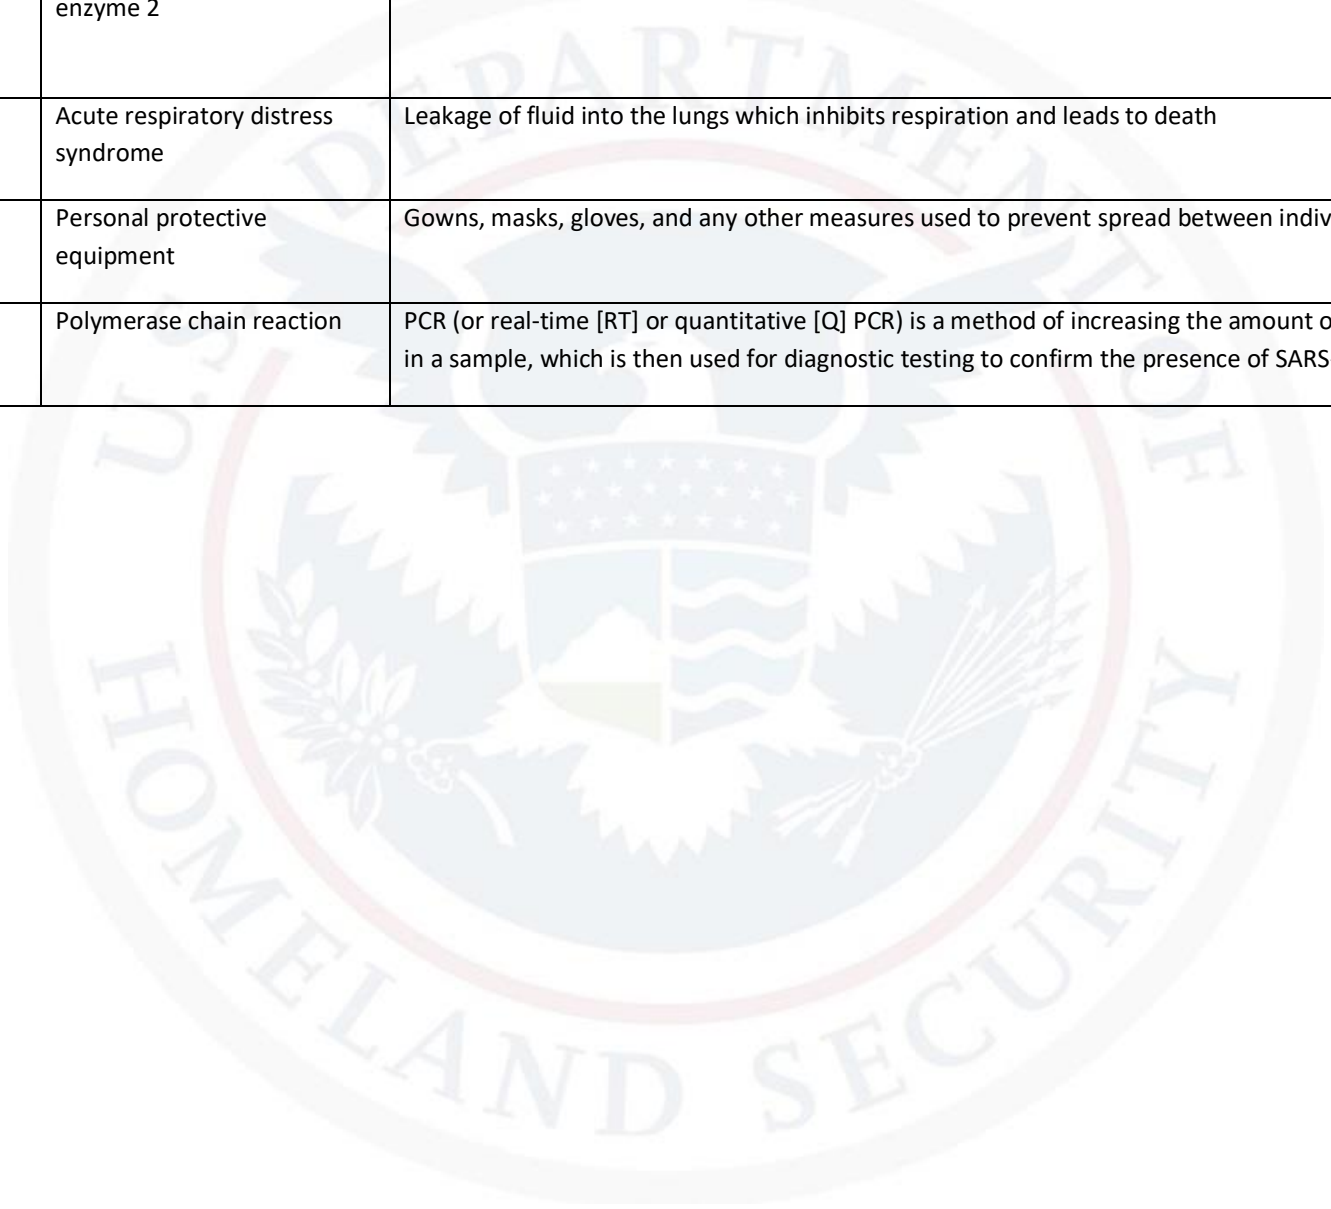 enzyme 2
Acute respiratory distress
syndrome
Leakage of fluid into the lungs which inhibits respiration and leads to death
Personal protective
equipment
Gowns, masks, gloves, and any other measures used to prevent spread between indiv
Polymerase chain reaction
PCR (or real-time [RT] or quantitative [Q] PCR) is a method of increasing the amount o
in a sample, which is then used for diagnostic testing to confirm the presence of SARS
U.S. DEPARTMENT OF
HOMELAND SECURITY